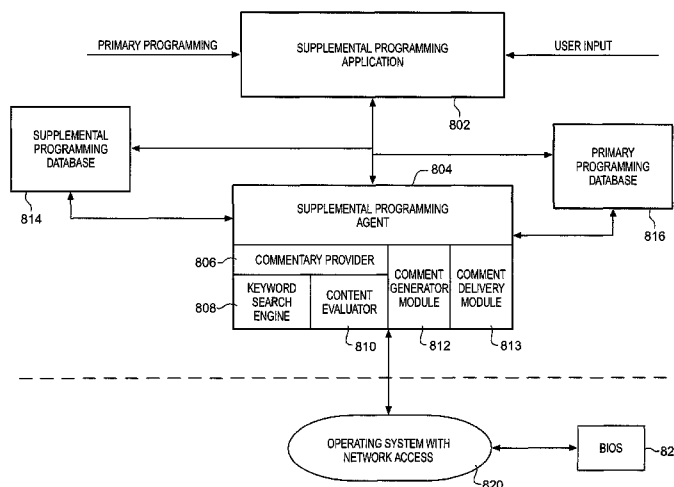 PRIMARY PROGRAMMING
SUPPLEMENTAL PROGRAMMING
APPLICATION
USER INPUT
802
SUPPLEMENTAL
PROGRAMMING
DATABASE
814
804
PRIMARY
PROGRAMMING
DATABASE
816
SUPPLEMENTAL PROGRAMMING
AGENT
806
COMMENTARY PROVIDER
808
KEYWORD
SEARCH
ENGINE
CONTENT
EVALUATOR
810
COMMENT
GENERATOR
MODULE
812
COMMENT
DELIVERY
MODULE
813
OPERATING SYSTEM WITH
NETWORK ACCESS
820
BIOS
82